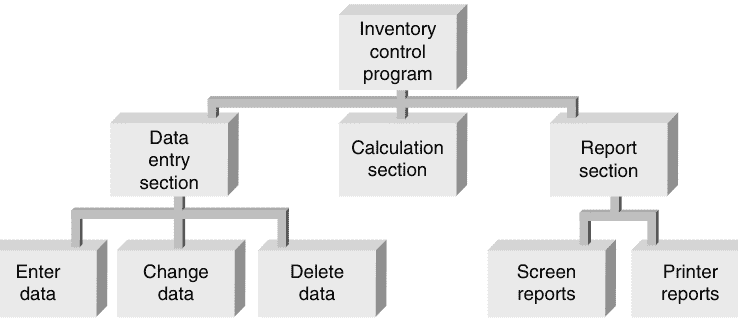 Inventory
control
program
Data
entry
section
Calculation
section
Report
section
Enter
data
Change
data
Delete
data
Screen
reports
Printer
reports